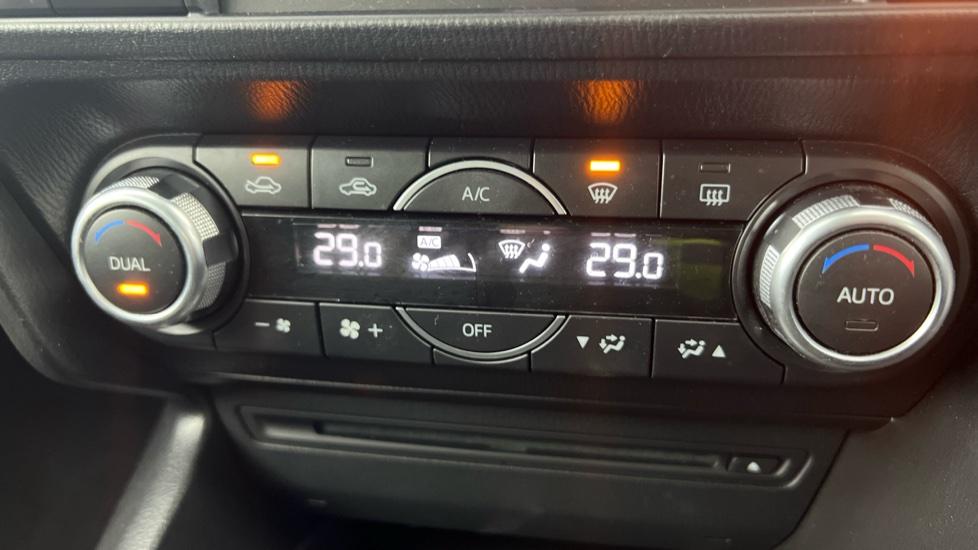 A/C
DUAL
29.0
A/C
29.0
AUTO
- +
OFF